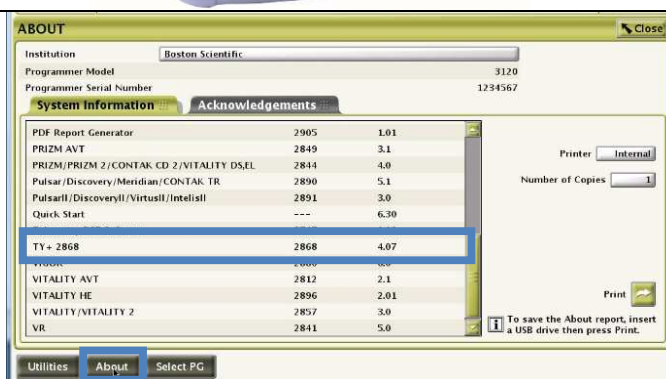 ABOUT Close
Institution Boston Scientific
Programmer Model 3120
Programmer Serial Number 1234567
System Information Acknowledgements
PDF Report Generator 2905 1.01
PRIZM AVT 2849 3.1
PRIZM/PRIZM 2/CONTAK CD 2/VITALITY DS,EL 2844 4.0
Pulsar/Discovery/Meridian/CONTAK TR 2890 5.1
PulsarII/DiscoveryII/VirtusII/IntelisII 2891 3.0
Quick Start --- 6.30
TY+ 2868 2868 4.07
VITALITY AVT 2812 2.1
VITALITY HE 2896 2.01
VITALITY/VITALITY 2 2857 3.0
VR 2841 5.0
Printer Internal
Number of Copies 1
Print
To save the About report, insert
a USB drive then press Print.
Utilities About Select PG